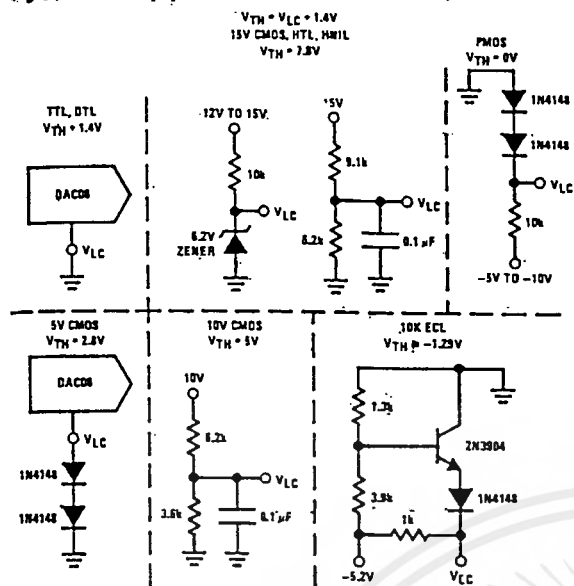 VTH = VLC + 1.4V
15V CMOS, HTL, HNIL
VTH = 7.6V
PMOS
VTH = 0V
TTL, DTL
VTH = 1.4V
DAC08
VLC
12V TO 15V
10k
VLC
6.2V
ZENER
15V
9.1k
VLC
6.2k
0.1 µF
1N4148
1N4148
VLC
10k
-5V TO -10V
5V CMOS
VTH = 2.8V
DAC08
VLC
1N4148
1N4148
10V CMOS
VTH = 5V
10V
6.2k
VLC
3.6k
0.1 µF
10K ECL
VTH ≈ -1.29V
2N3904
3.9k
1N4148
1k
-5.2V
VLC